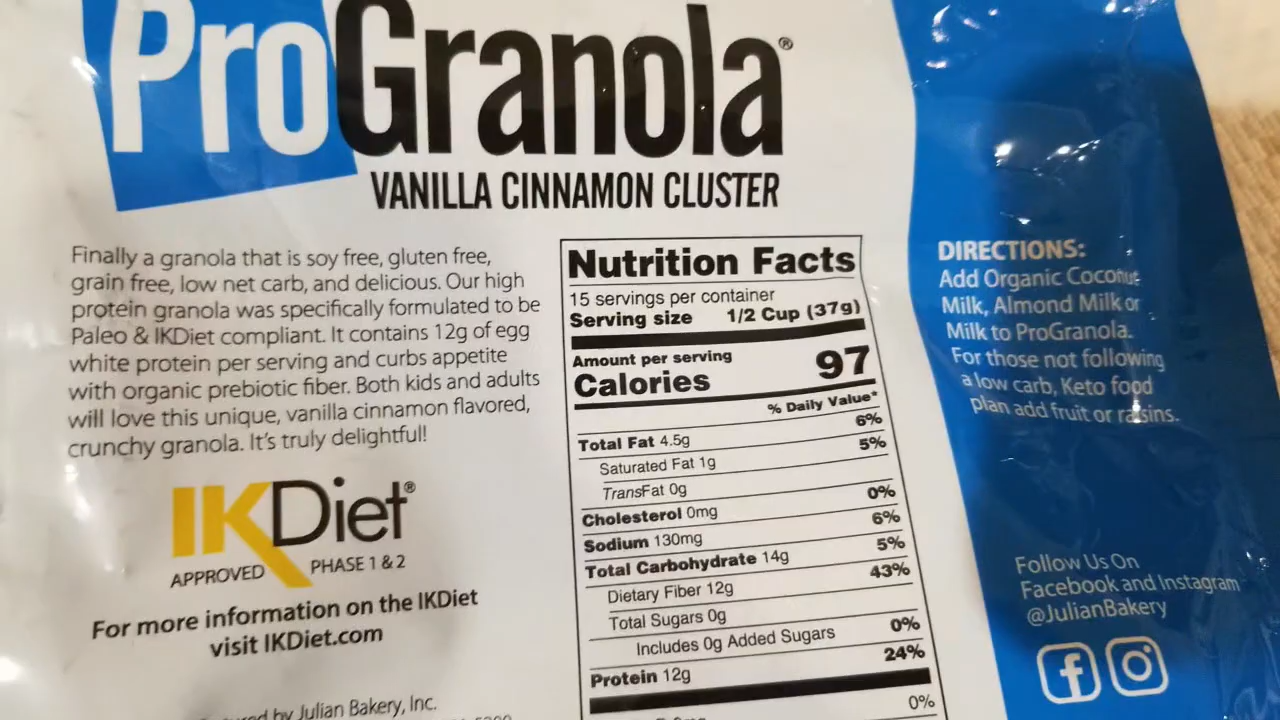 ProGranola®
VANILLA CINNAMON CLUSTER
Finally a granola that is soy free, gluten free,
grain free, low net carb, and delicious. Our high
protein granola was specifically formulated to be
Paleo & IKDiet compliant. It contains 12g of egg
white protein per serving and curbs appetite
with organic prebiotic fiber. Both kids and adults
will love this unique, vanilla cinnamon flavored,
crunchy granola. It's truly delightful!
IKDiet®
APPROVED PHASE 1 & 2
For more information on the IKDiet
visit IKDiet.com
by Julian Bakery, Inc.
Nutrition Facts
15 servings per container
Serving size 1/2 Cup (37g)
Amount per serving
Calories 97
% Daily Value*
Total Fat 4.5g 6%
Saturated Fat 1g 5%
TransFat 0g
Cholesterol 0mg 0%
Sodium 130mg 6%
Total Carbohydrate 14g 5%
Dietary Fiber 12g 43%
Total Sugars 0g
Includes 0g Added Sugars 0%
Protein 12g 24%
0%
DIRECTIONS:
Add Organic Coconut
Milk, Almond Milk or
Milk to ProGranola.
For those not following
a low carb, Keto food
plan add fruit or raisins.
Follow Us On
Facebook and Instagram
@JulianBakery